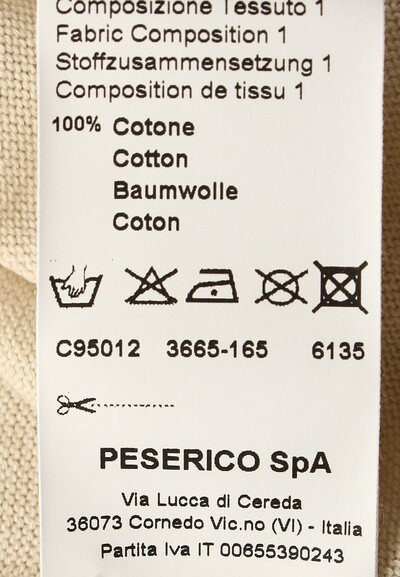 Composizione Tessuto 1
Fabric Composition 1
Stoffzusammensetzung 1
Composition de tissu 1
100% Cotone
Cotton
Baumwolle
Coton
C95012 3665-165 6135
PESERICO SpA
Via Lucca di Cereda
36073 Cornedo Vic.no (VI) - Italia
Partita Iva IT 00655390243